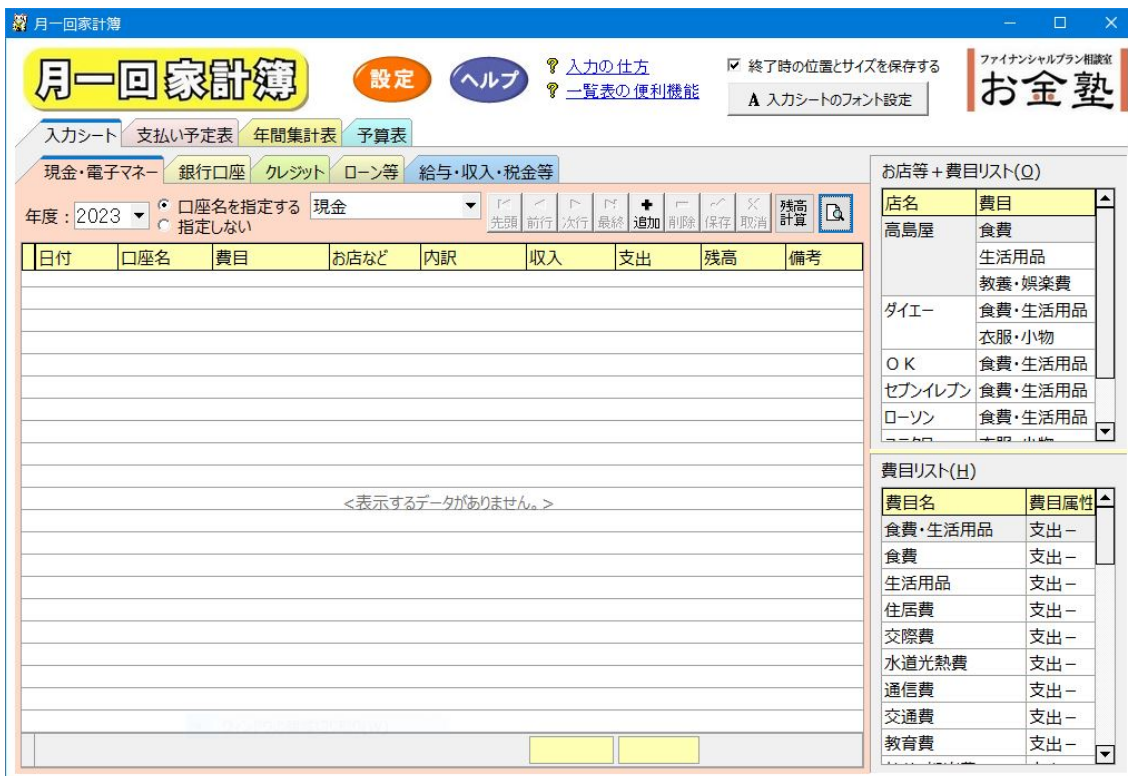 月一回家計簿
月一回家計簿
設定
ヘルプ
? 入力の仕方
? 一覧表の便利機能
終了時の位置とサイズを保存する
A 入力シートのフォント設定
ファイナンシャルプラン相談室
お金塾
入力シート 支払い予定表 年間集計表 予算表
現金・電子マネー 銀行口座 クレジット ローン等 給与・収入・税金等
年度：2023
口座名を指定する
指定しない
現金
先頭 前行 次行 最終 追加 削除 保存 取消
残高
計算
日付 口座名 費目 お店など 内訳 収入 支出 残高 備考
<表示するデータがありません。>
お店等＋費目リスト(O)
店名 費目
高島屋 食費
生活用品
教養・娯楽費
ダイエー 食費・生活用品
衣服・小物
ＯＫ 食費・生活用品
セブンイレブン 食費・生活用品
ローソン 食費・生活用品
費目リスト(H)
費目名 費目属性
食費・生活用品 支出－
食費 支出－
生活用品 支出－
住居費 支出－
交際費 支出－
水道光熱費 支出－
通信費 支出－
交通費 支出－
教育費 支出－